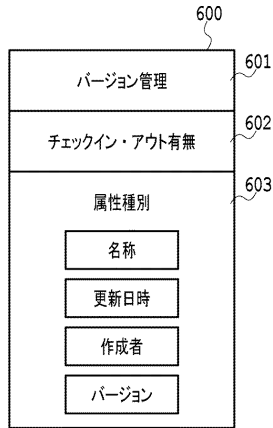 600
バージョン管理
601
チェックイン・アウト有無
602
属性種別
603
名称
更新日時
作成者
バージョン